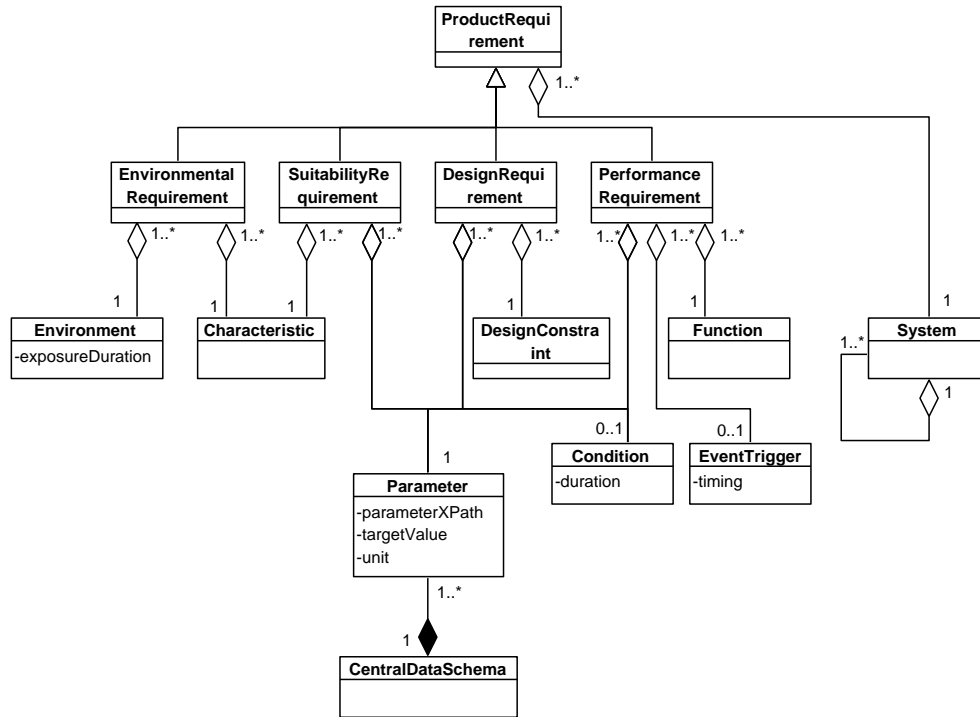 ProductRequi
rement
1..*
Environmental
Requirement
SuitabilityRe
quirement
DesignRequi
rement
Performance
Requirement
1..*
1..*
1..*
1..*
1..*
1..*
1..*
1..*
1..*
1
1
1
1
1
1
Environment
-exposureDuration
Characteristic
DesignConstra
int
Function
System
1..*
1
0..1
0..1
Condition
-duration
EventTrigger
-timing
1
Parameter
-parameterXPath
-targetValue
-unit
1..*
1
CentralDataSchema